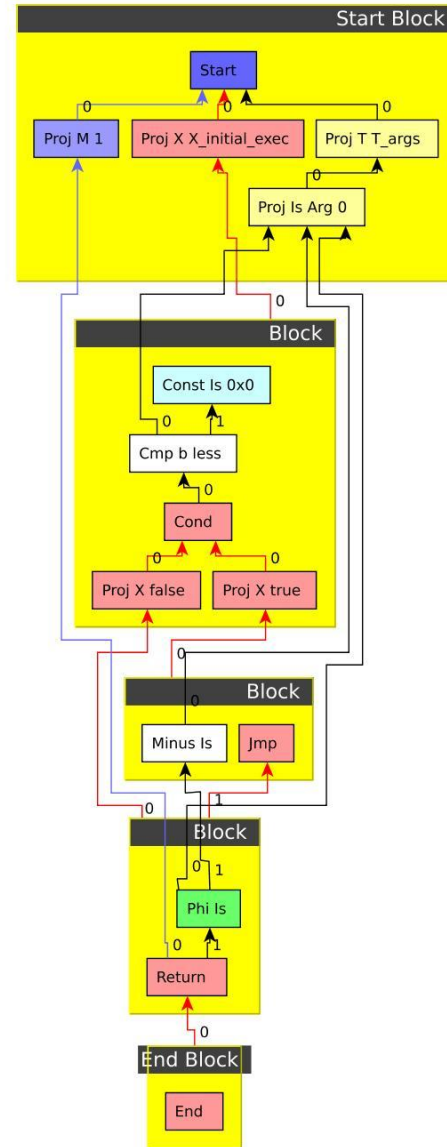 Start Block
Start
0 0 0
Proj M 1 Proj X X_initial_exec Proj T T_args
0
Proj Is Arg 0
0
Block
Const Is 0x0
0 1
Cmp b less
0
Cond
0 0
Proj X false Proj X true
0
Block
0
Minus Is Jmp
0 1
Block
0 1
Phi Is
0 1
Return
0
End Block
End